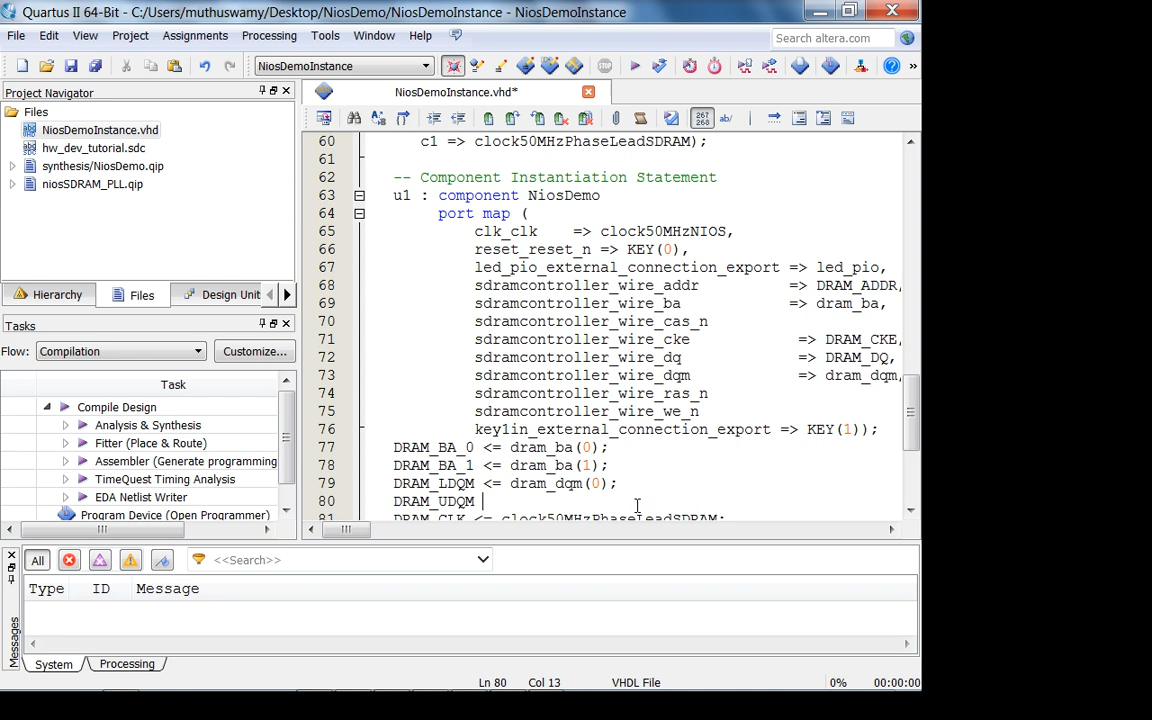 Quartus II 64-Bit - C:/Users/muthuswamy/Desktop/NiosDemo/NiosDemoInstance - NiosDemoInstance
File Edit View Project Assignments Processing Tools Window Help
Search altera.com
NiosDemoInstance
»
Project Navigator
Files
NiosDemoInstance.vhd
hw_dev_tutorial.sdc
synthesis/NiosDemo.qip
niosSDRAM_PLL.qip
Hierarchy Files Design Unit
Tasks
Flow: Compilation Customize...
Task
Compile Design
Analysis & Synthesis
Fitter (Place & Route)
Assembler (Generate programming
TimeQuest Timing Analysis
EDA Netlist Writer
Program Device (Open Programmer)
NiosDemoInstance.vhd*
267 268 ab/
60 c1 => clock50MHzPhaseLeadSDRAM);
61
62 -- Component Instantiation Statement
63 u1 : component NiosDemo
64 port map (
65 clk_clk => clock50MHzNIOS,
66 reset_reset_n => KEY(0),
67 led_pio_external_connection_export => led_pio,
68 sdramcontroller_wire_addr => DRAM_ADDR,
69 sdramcontroller_wire_ba => dram_ba,
70 sdramcontroller_wire_cas_n
71 sdramcontroller_wire_cke => DRAM_CKE,
72 sdramcontroller_wire_dq => DRAM_DQ,
73 sdramcontroller_wire_dqm => dram_dqm,
74 sdramcontroller_wire_ras_n
75 sdramcontroller_wire_we_n
76 key1in_external_connection_export => KEY(1));
77 DRAM_BA_0 <= dram_ba(0);
78 DRAM_BA_1 <= dram_ba(1);
79 DRAM_LDQM <= dram_dqm(0);
80 DRAM_UDQM
81 DRAM_CLK <= clock50MHzPhaseLeadSDRAM;
All <<Search>>
Type ID Message
Messages
System Processing
Ln 80 Col 13 VHDL File 0% 00:00:00